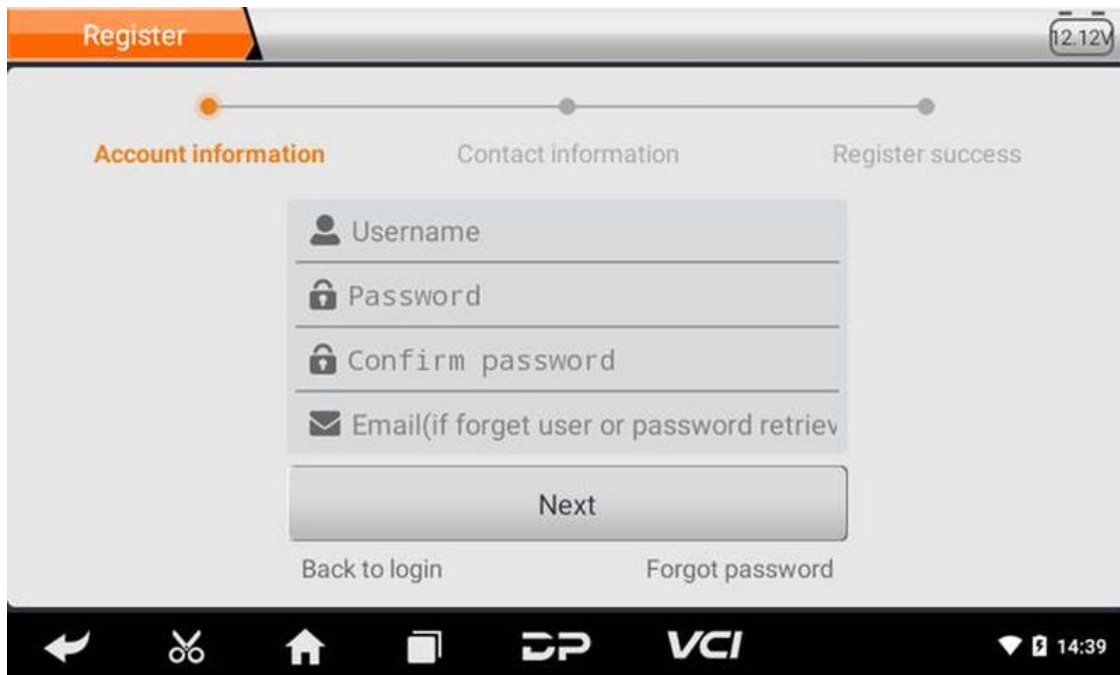 Register
12.12V
Account information
Contact information
Register success
Username
Password
Confirm password
Email(if forget user or password retriev
Next
Back to login
Forgot password
DP
VCI
14:39